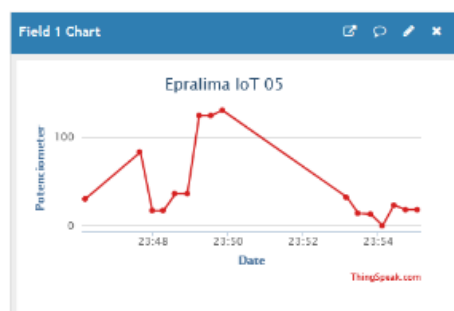 Field 1 Chart
Epralima IoT 05
Potenciometer
100
0
23:48 23:50 23:52 23:54
Date
ThingSpeak.com